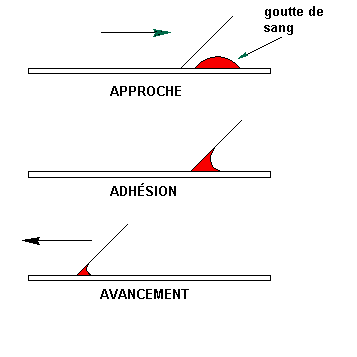 goutte de
sang
APPROCHE
ADHÉSION
AVANCEMENT